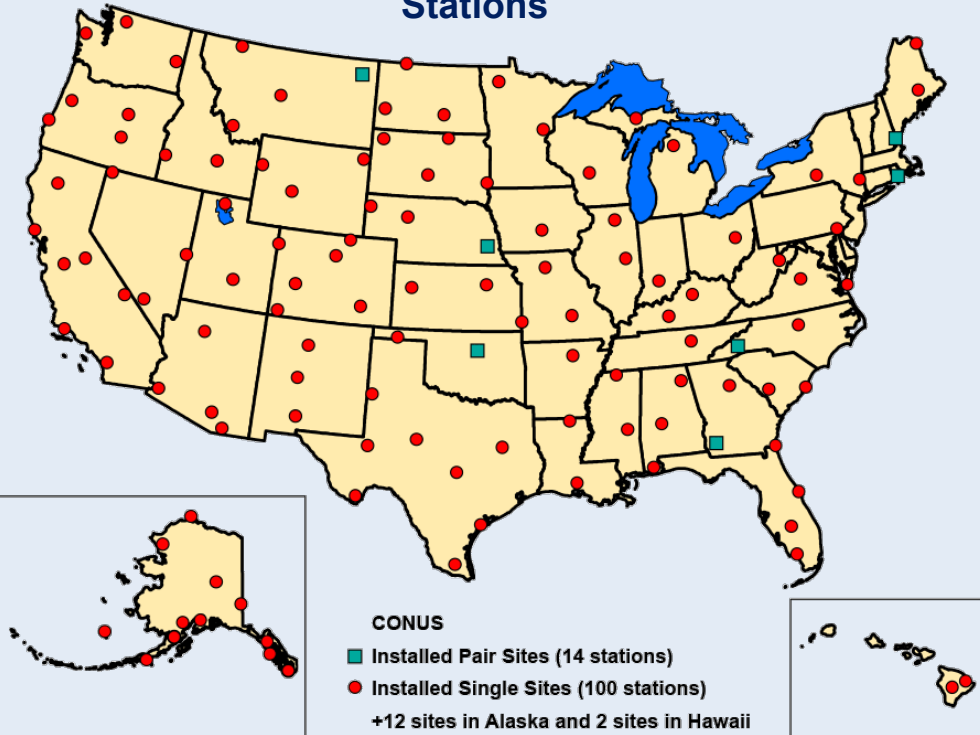 Stations
CONUS
Installed Pair Sites (14 stations)
Installed Single Sites (100 stations)
+12 sites in Alaska and 2 sites in Hawaii